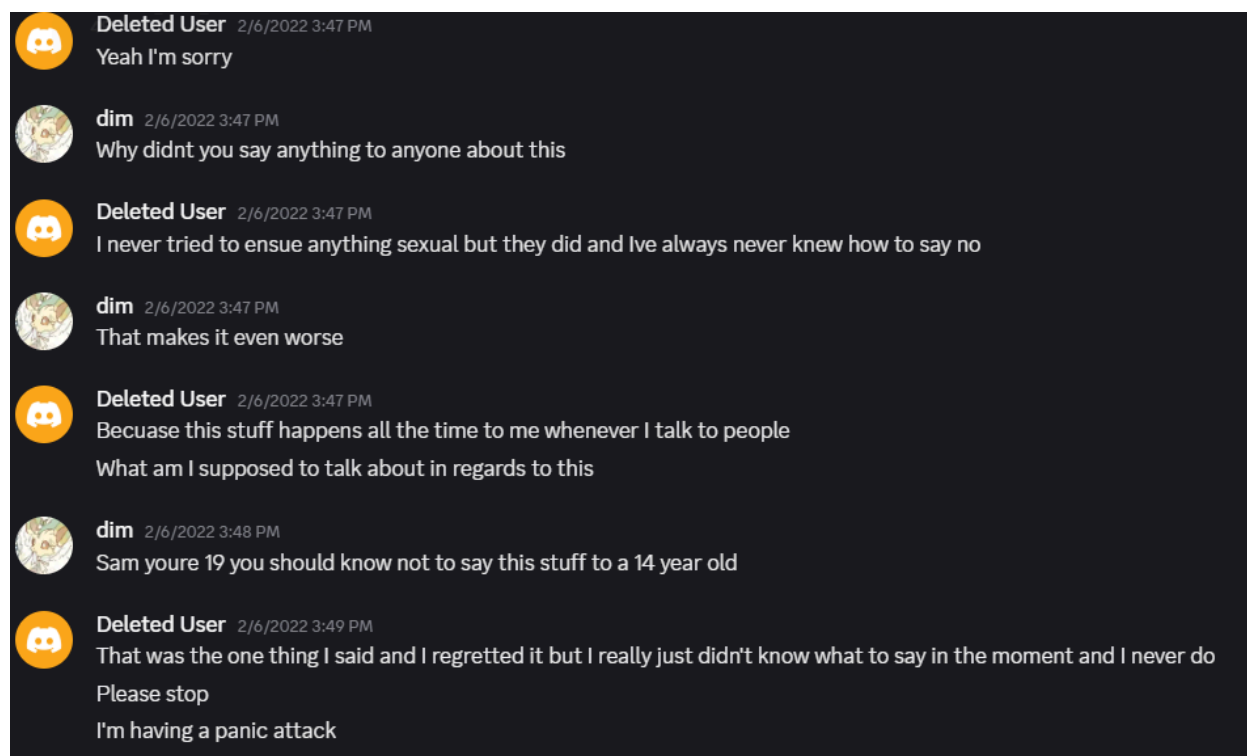 Deleted User 2/6/2022 3:47 PM
Yeah I'm sorry
dim 2/6/2022 3:47 PM
Why didnt you say anything to anyone about this
Deleted User 2/6/2022 3:47 PM
I never tried to ensue anything sexual but they did and Ive always never knew how to say no
dim 2/6/2022 3:47 PM
That makes it even worse
Deleted User 2/6/2022 3:47 PM
Becuase this stuff happens all the time to me whenever I talk to people
What am I supposed to talk about in regards to this
dim 2/6/2022 3:48 PM
Sam youre 19 you should know not to say this stuff to a 14 year old
Deleted User 2/6/2022 3:49 PM
That was the one thing I said and I regretted it but I really just didn't know what to say in the moment and I never do
Please stop
I'm having a panic attack